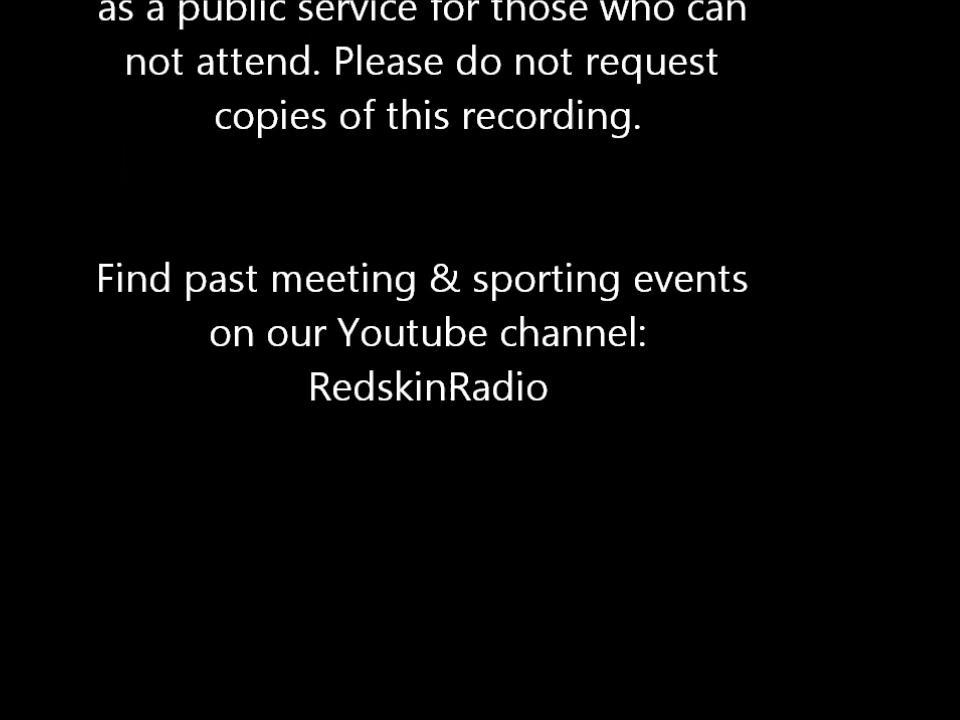 as a public service for those who can
not attend. Please do not request
copies of this recording.
Find past meeting & sporting events
on our Youtube channel:
RedskinRadio